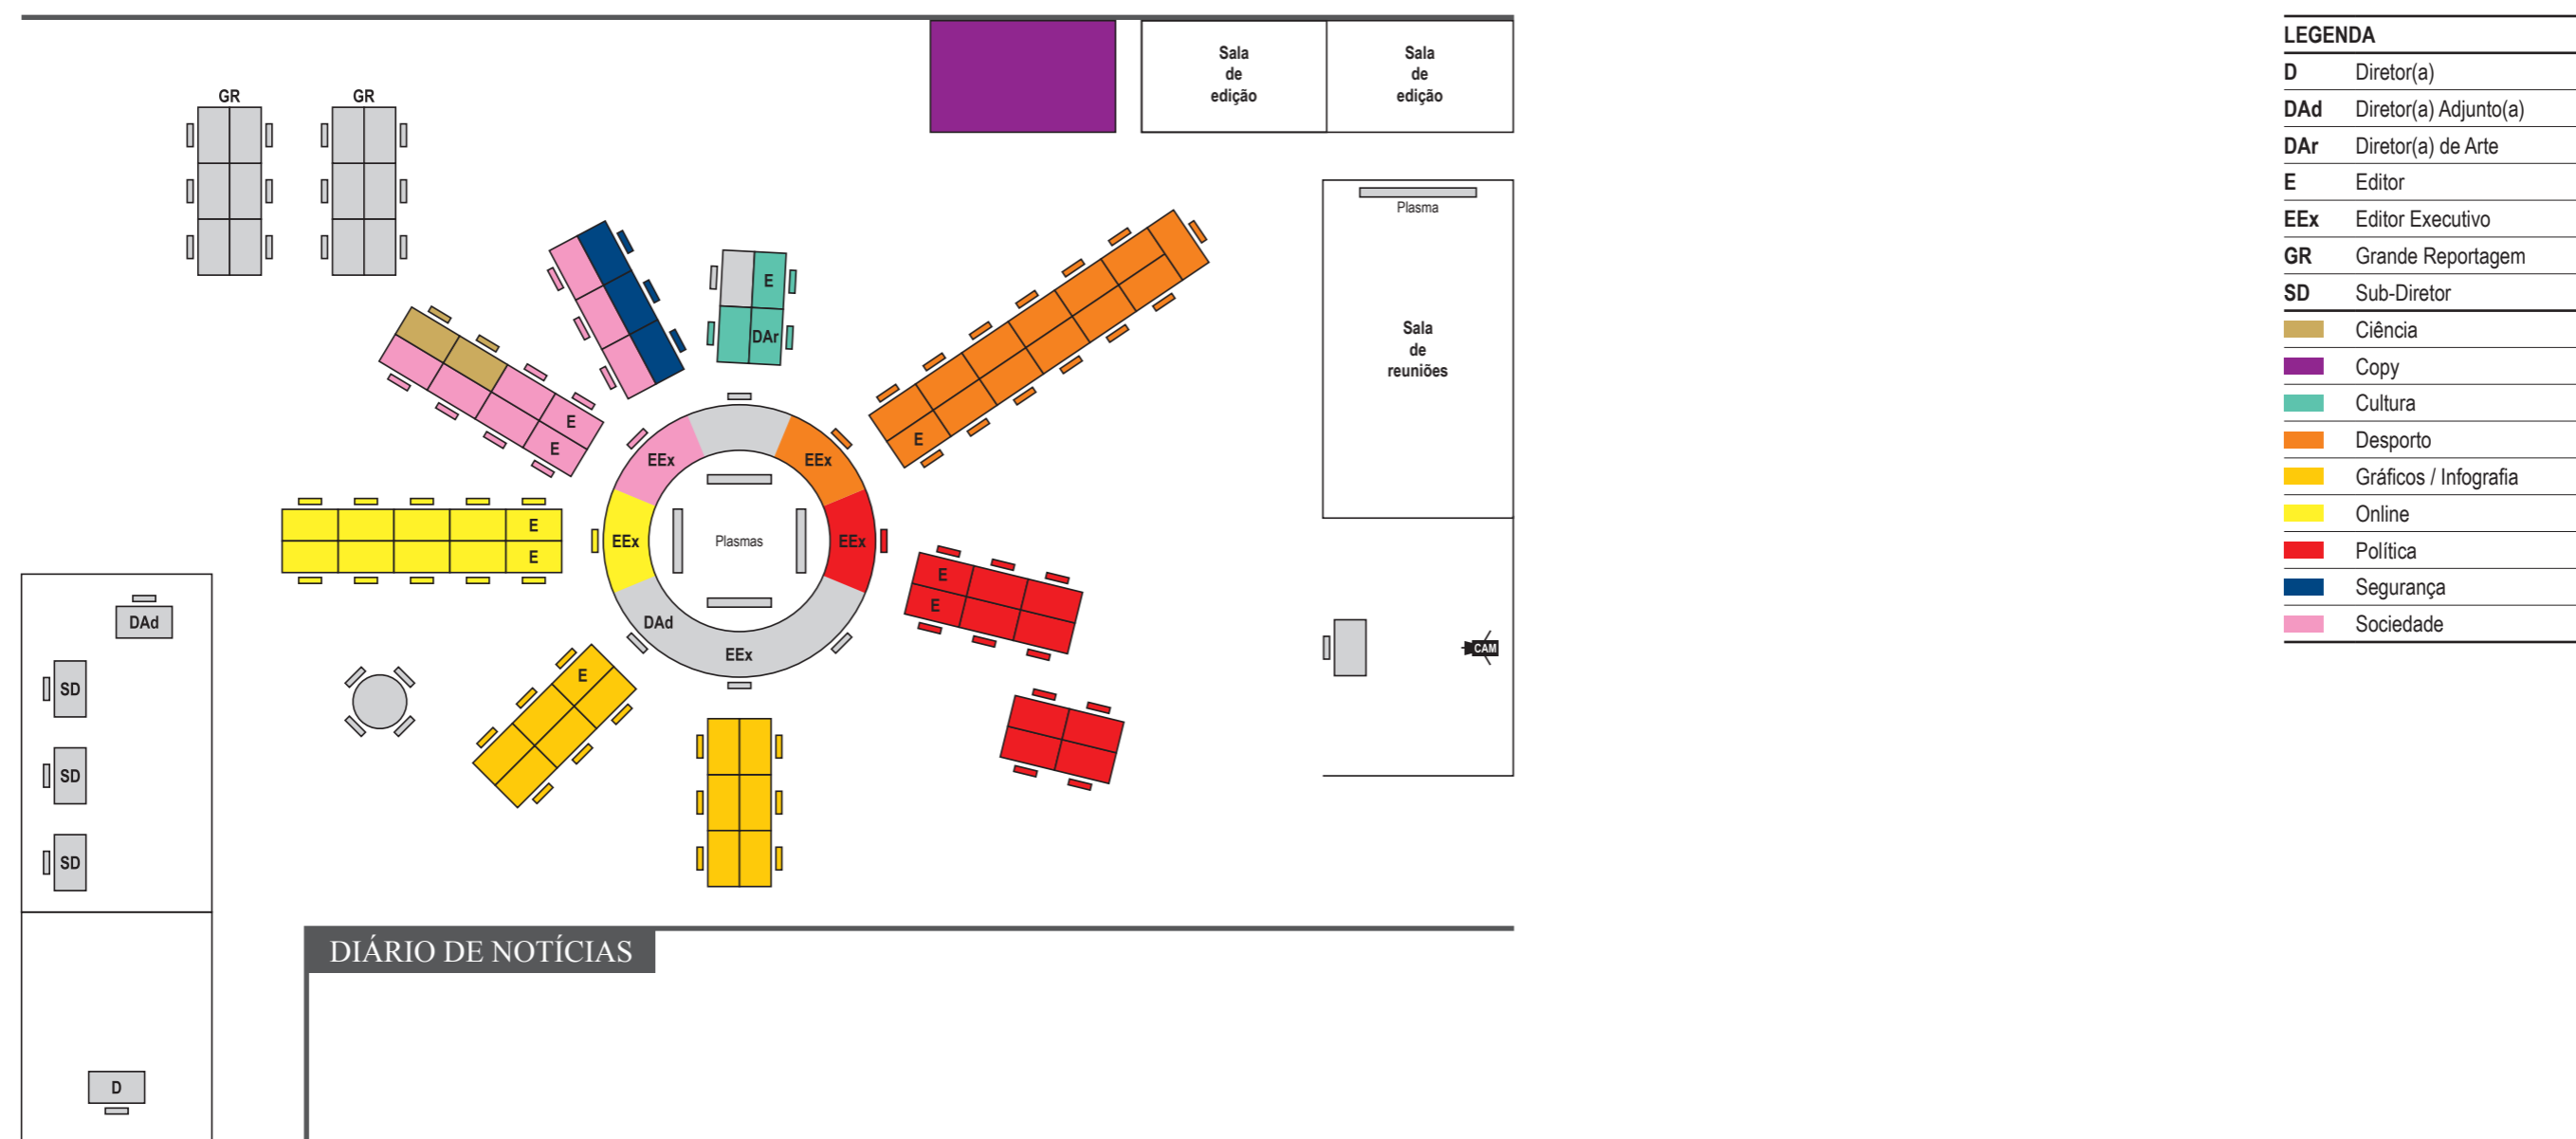 Sala
de
edição
Sala
de
edição
GR
GR
Plasma
E
DAr
Sala
de
reuniões
E
E
E
EEx
EEx
E
E
EEx
Plasmas
EEx
E
E
DAd
EEx
E
DAd
SD
SD
SD
CAM
DIÁRIO DE NOTÍCIAS
D
LEGENDA
D Diretor(a)
DAd Diretor(a) Adjunto(a)
DAr Diretor(a) de Arte
E Editor
EEx Editor Executivo
GR Grande Reportagem
SD Sub-Diretor
Ciência
Copy
Cultura
Desporto
Gráficos / Infografia
Online
Política
Segurança
Sociedade